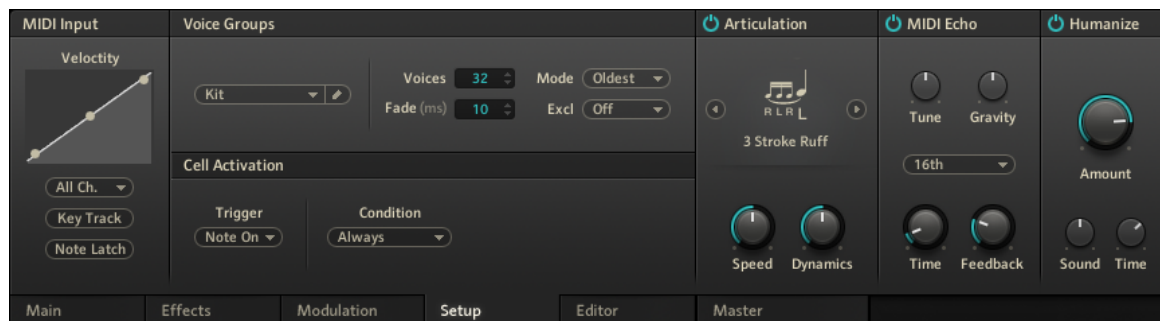 MIDI Input
Veloctity
All Ch.
Key Track
Note Latch
Voice Groups
Kit
Voices 32 Mode Oldest
Fade (ms) 10 Excl Off
Cell Activation
Trigger Condition
Note On Always
Articulation
R L R L
3 Stroke Ruff
Speed Dynamics
MIDI Echo
Tune Gravity
16th
Time Feedback
Humanize
Amount
Sound Time
Main Effects Modulation Setup Editor Master